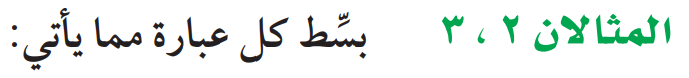 المثالان ٢ ، ٣ بسِّط كل عبارة مما يأتي: